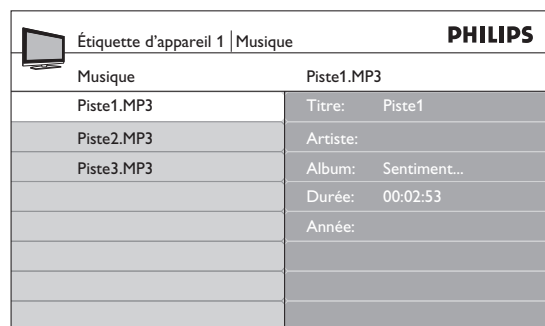 Étiquette d'appareil 1 | Musique
PHILIPS
Musique
Piste1.MP3
Piste1.MP3
Titre: Piste1
Piste2.MP3
Artiste:
Piste3.MP3
Album: Sentiment...
Durée: 00:02:53
Année: